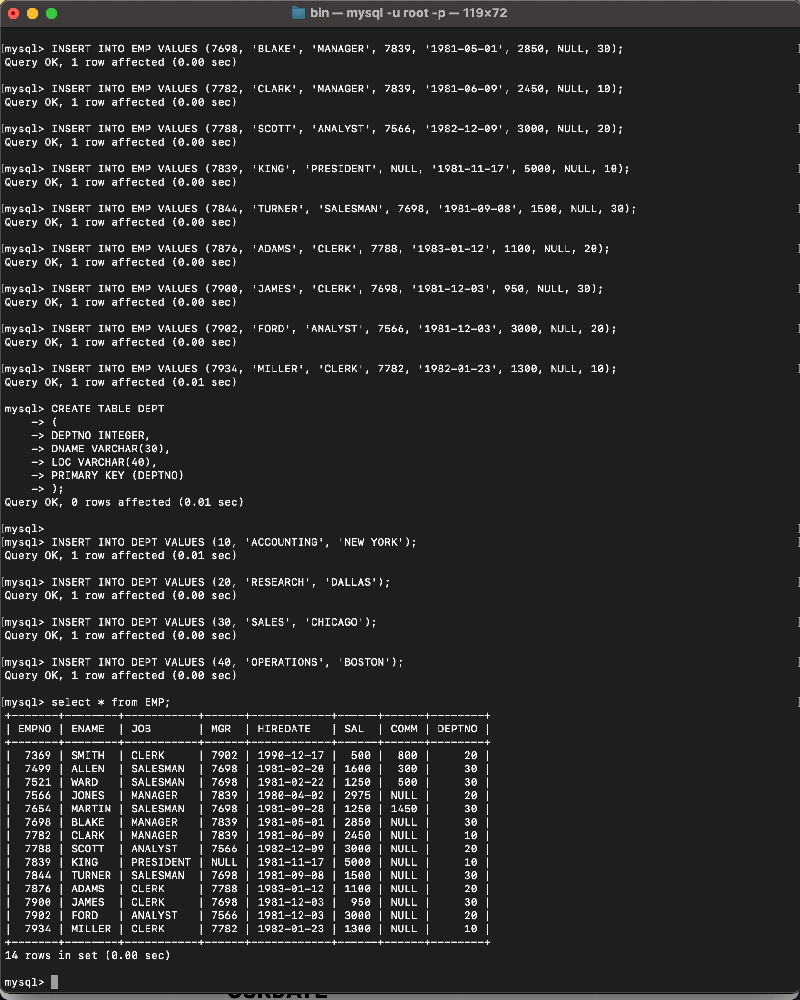 bin — mysql -u root -p — 119×72
mysql> INSERT INTO EMP VALUES (7698, 'BLAKE', 'MANAGER', 7839, '1981-05-01', 2850, NULL, 30);
Query OK, 1 row affected (0.00 sec)
mysql> INSERT INTO EMP VALUES (7782, 'CLARK', 'MANAGER', 7839, '1981-06-09', 2450, NULL, 10);
Query OK, 1 row affected (0.00 sec)
mysql> INSERT INTO EMP VALUES (7788, 'SCOTT', 'ANALYST', 7566, '1982-12-09', 3000, NULL, 20);
Query OK, 1 row affected (0.00 sec)
mysql> INSERT INTO EMP VALUES (7839, 'KING', 'PRESIDENT', NULL, '1981-11-17', 5000, NULL, 10);
Query OK, 1 row affected (0.00 sec)
mysql> INSERT INTO EMP VALUES (7844, 'TURNER', 'SALESMAN', 7698, '1981-09-08', 1500, NULL, 30);
Query OK, 1 row affected (0.00 sec)
mysql> INSERT INTO EMP VALUES (7876, 'ADAMS', 'CLERK', 7788, '1983-01-12', 1100, NULL, 20);
Query OK, 1 row affected (0.00 sec)
mysql> INSERT INTO EMP VALUES (7900, 'JAMES', 'CLERK', 7698, '1981-12-03', 950, NULL, 30);
Query OK, 1 row affected (0.00 sec)
mysql> INSERT INTO EMP VALUES (7902, 'FORD', 'ANALYST', 7566, '1981-12-03', 3000, NULL, 20);
Query OK, 1 row affected (0.00 sec)
mysql> INSERT INTO EMP VALUES (7934, 'MILLER', 'CLERK', 7782, '1982-01-23', 1300, NULL, 10);
Query OK, 1 row affected (0.01 sec)
mysql> CREATE TABLE DEPT
    -> (
    -> DEPTNO INTEGER,
    -> DNAME VARCHAR(30),
    -> LOC VARCHAR(40),
    -> PRIMARY KEY (DEPTNO)
    -> );
Query OK, 0 rows affected (0.01 sec)
mysql>
mysql> INSERT INTO DEPT VALUES (10, 'ACCOUNTING', 'NEW YORK');
Query OK, 1 row affected (0.01 sec)
mysql> INSERT INTO DEPT VALUES (20, 'RESEARCH', 'DALLAS');
Query OK, 1 row affected (0.00 sec)
mysql> INSERT INTO DEPT VALUES (30, 'SALES', 'CHICAGO');
Query OK, 1 row affected (0.00 sec)
mysql> INSERT INTO DEPT VALUES (40, 'OPERATIONS', 'BOSTON');
Query OK, 1 row affected (0.00 sec)
mysql> select * from EMP;
+-------+--------+-----------+------+------------+------+------+--------+
| EMPNO | ENAME  | JOB       | MGR  | HIREDATE   | SAL  | COMM | DEPTNO |
+-------+--------+-----------+------+------------+------+------+--------+
|  7369 | SMITH  | CLERK     | 7902 | 1990-12-17 |  500 |  800 |     20 |
|  7499 | ALLEN  | SALESMAN  | 7698 | 1981-02-20 | 1600 |  300 |     30 |
|  7521 | WARD   | SALESMAN  | 7698 | 1981-02-22 | 1250 |  500 |     30 |
|  7566 | JONES  | MANAGER   | 7839 | 1980-04-02 | 2975 | NULL |     20 |
|  7654 | MARTIN | SALESMAN  | 7698 | 1981-09-28 | 1250 | 1450 |     30 |
|  7698 | BLAKE  | MANAGER   | 7839 | 1981-05-01 | 2850 | NULL |     30 |
|  7782 | CLARK  | MANAGER   | 7839 | 1981-06-09 | 2450 | NULL |     10 |
|  7788 | SCOTT  | ANALYST   | 7566 | 1982-12-09 | 3000 | NULL |     20 |
|  7839 | KING   | PRESIDENT | NULL | 1981-11-17 | 5000 | NULL |     10 |
|  7844 | TURNER | SALESMAN  | 7698 | 1981-09-08 | 1500 | NULL |     30 |
|  7876 | ADAMS  | CLERK     | 7788 | 1983-01-12 | 1100 | NULL |     20 |
|  7900 | JAMES  | CLERK     | 7698 | 1981-12-03 |  950 | NULL |     30 |
|  7902 | FORD   | ANALYST   | 7566 | 1981-12-03 | 3000 | NULL |     20 |
|  7934 | MILLER | CLERK     | 7782 | 1982-01-23 | 1300 | NULL |     10 |
+-------+--------+-----------+------+------------+------+------+--------+
14 rows in set (0.00 sec)
mysql>